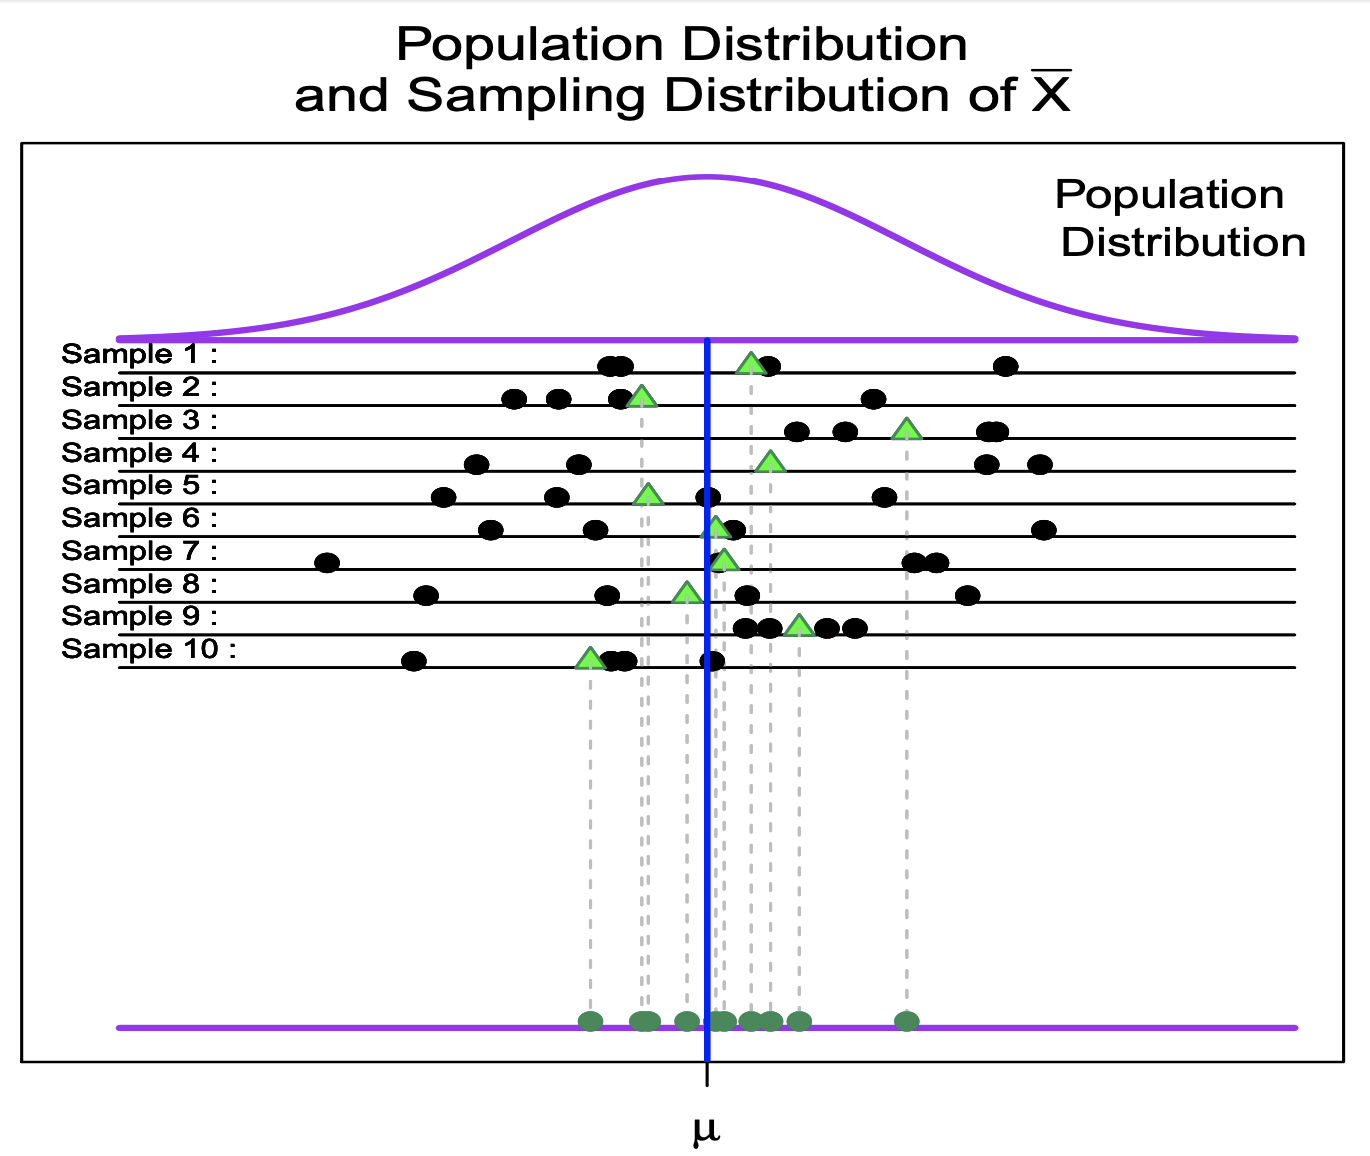 Population Distribution
and Sampling Distribution of X̅
Population
Distribution
Sample 1 :
Sample 2 :
Sample 3 :
Sample 4 :
Sample 5 :
Sample 6 :
Sample 7 :
Sample 8 :
Sample 9 :
Sample 10 :
μ